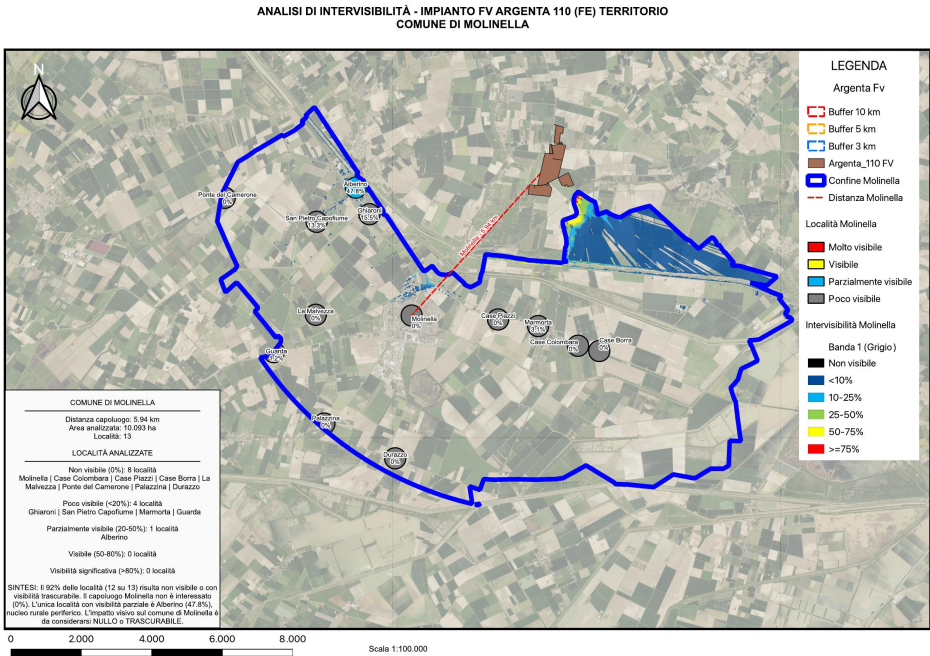 ANALISI DI INTERVISIBILITÀ - IMPIANTO FV ARGENTA 110 (FE) TERRITORIO
COMUNE DI MOLINELLA
N
Ponte del Camerone
0%
Alberino
47.8%
Ghiaroni
15.5%
San Pietro Capofiume
13.3%
Molinella - 5.94 km
La Malvezza
0%
Molinella
0%
Case Piazzi
0%
Marmorta
3.1%
Case Colombara
0%
Case Borra
0%
Guarda
1.2%
Palazzina
0%
Durazzo
0%
LEGENDA
Argenta Fv
Buffer 10 km
Buffer 5 km
Buffer 3 km
Argenta_110 FV
Confine Molinella
Distanza Molinella
Località Molinella
Molto visibile
Visibile
Parzialmente visibile
Poco visibile
Intervisibilità Molinella
Banda 1 (Grigio)
Non visibile
<10%
10-25%
25-50%
50-75%
>=75%
COMUNE DI MOLINELLA
Distanza capoluogo: 5.94 km
Area analizzata: 10.093 ha
Località: 13
LOCALITÀ ANALIZZATE
Non visibile (0%): 8 località
Molinella | Case Colombara | Case Piazzi | Case Borra | La
Malvezza | Ponte del Camerone | Palazzina | Durazzo
Poco visibile (<20%): 4 località
Ghiaroni | San Pietro Capofiume | Marmorta | Guarda
Parzialmente visibile (20-50%): 1 località
Alberino
Visibile (50-80%): 0 località
Visibilità significativa (>80%): 0 località
SINTESI: Il 92% delle località (12 su 13) risulta non visibile o con
visibilità trascurabile. Il capoluogo Molinella non è interessato
(0%). L'unica località con visibilità parziale è Alberino (47.8%),
nucleo rurale periferico. L'impatto visivo sul comune di Molinella è
da considerarsi NULLO o TRASCURABILE.
0 2.000 4.000 6.000 8.000
Scala 1:100.000